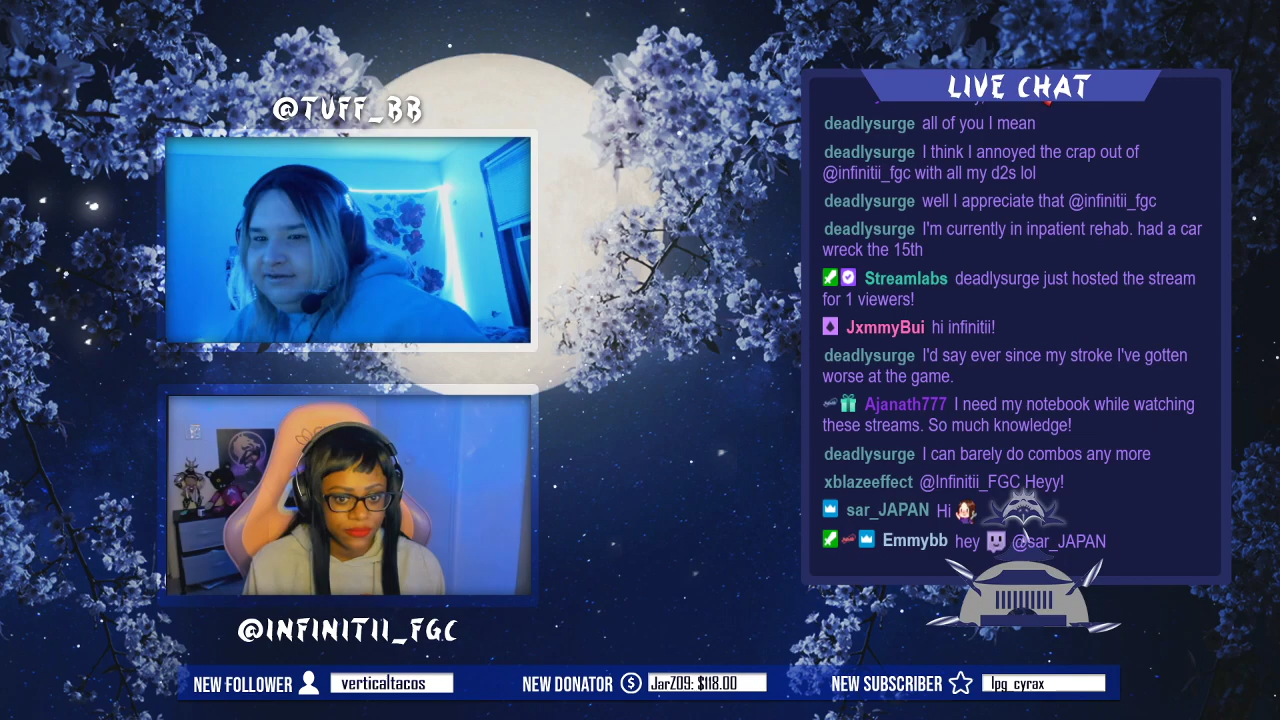 @TUFF_BB
@INFINITII_FGC
LIVE CHAT
deadlysurge all of you I mean
deadlysurge I think I annoyed the crap out of
@infinitii_fgc with all my d2s lol
deadlysurge well I appreciate that @infinitii_fgc
deadlysurge I'm currently in inpatient rehab. had a car
wreck the 15th
Streamlabs deadlysurge just hosted the stream
for 1 viewers!
JxmmyBui hi infinitii!
deadlysurge I'd say ever since my stroke I've gotten
worse at the game.
Ajanath777 I need my notebook while watching
these streams. So much knowledge!
deadlysurge I can barely do combos any more
xblazeeffect @Infinitii_FGC Heyy!
sar_JAPAN Hi
Emmybb hey @sar_JAPAN
NEW FOLLOWER verticaltacos
NEW DONATOR JarZ09: $118.00
NEW SUBSCRIBER lpg_cyrax